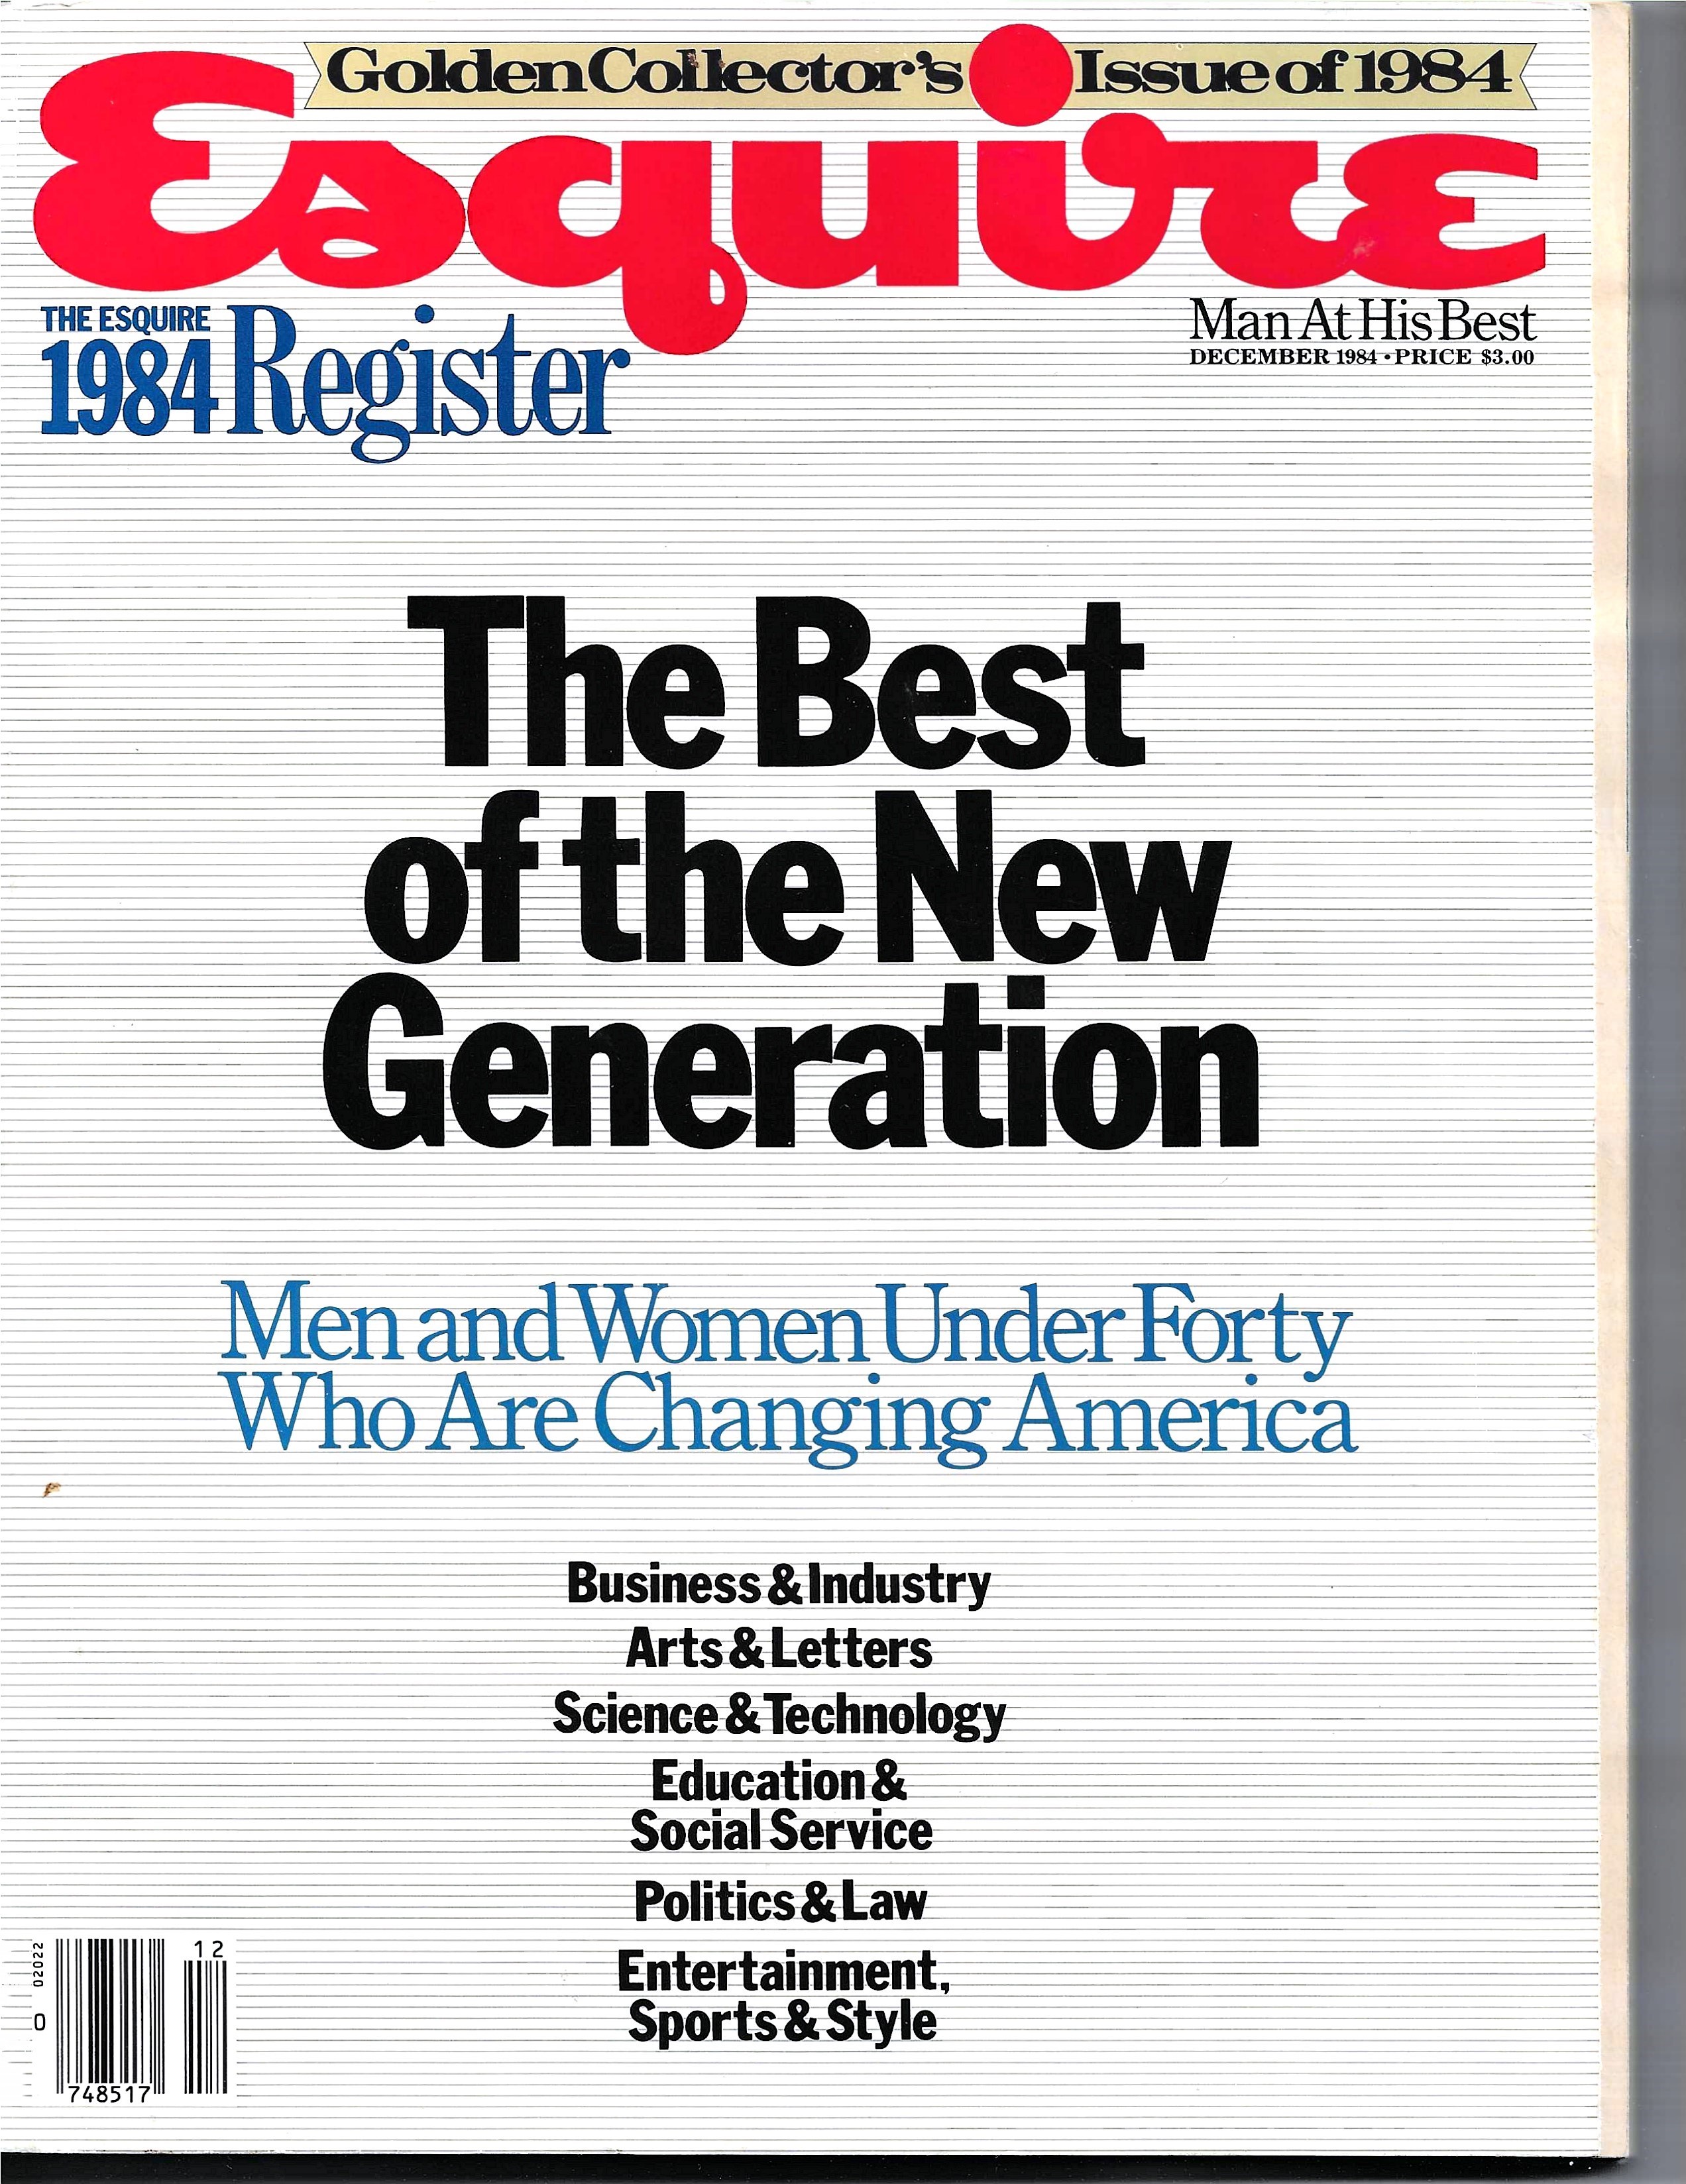 Golden Collector's Issue of 1984
Esquire
THE ESQUIRE
1984 Register
Man At His Best
DECEMBER 1984 • PRICE $3.00
The Best
of the New
Generation
Men and Women Under Forty
Who Are Changing America
Business & Industry
Arts & Letters
Science & Technology
Education &
Social Service
Politics & Law
Entertainment,
Sports & Style
12
02022
0
748517